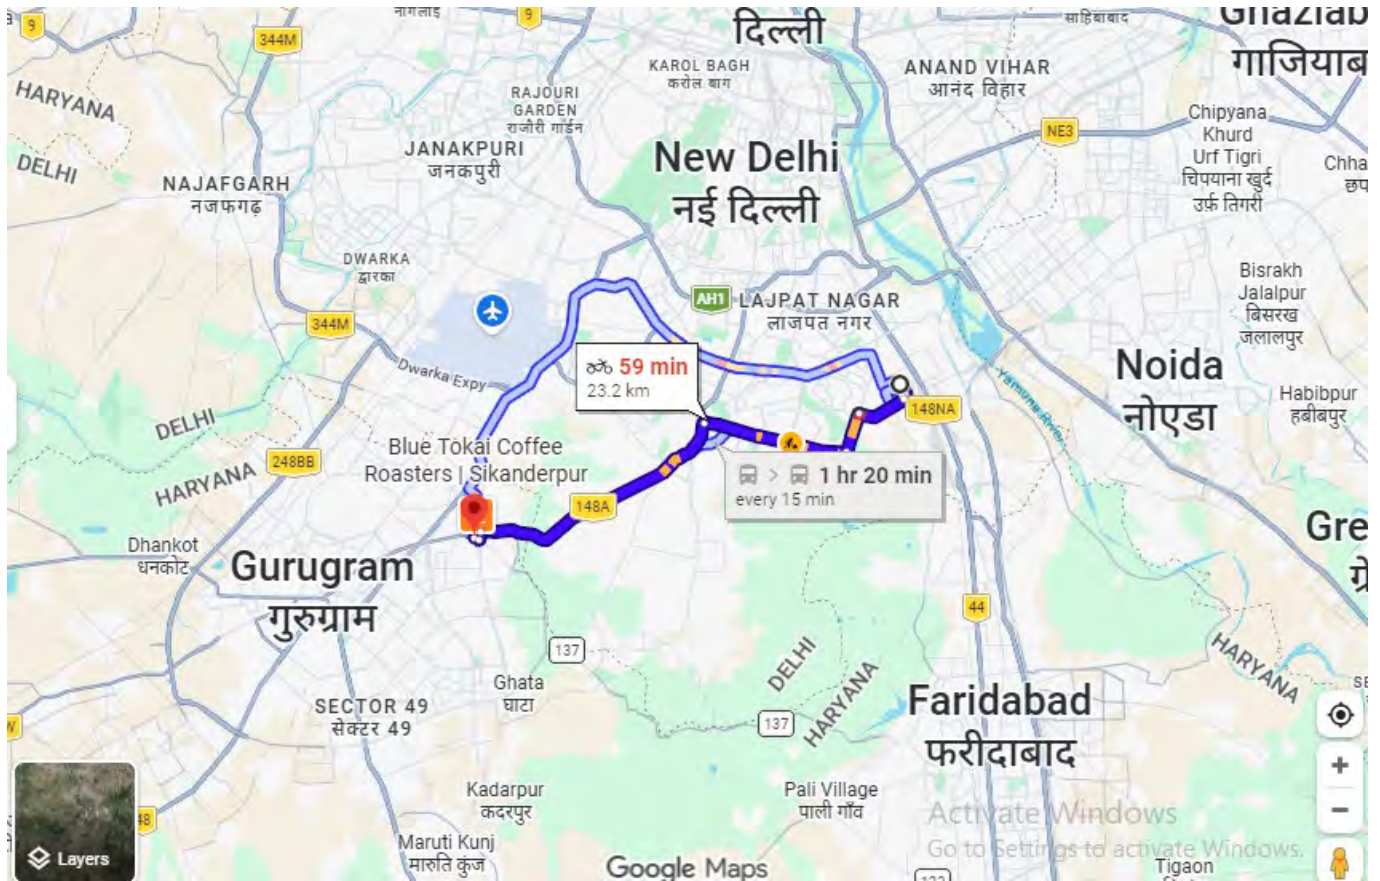 9
9
344M
नांगलोई
दिल्ली
साहिबाबाद
गाजियाब
HARYANA
DELHI
KAROL BAGH
करोल बाग
ANAND VIHAR
आनंद विहार
RAJOURI
GARDEN
राजौरी गार्डन
NE3
Chipyana
Khurd
Urf Tigri
चिपयाना खुर्द
उर्फ़ तिगरी
Chha
छप
JANAKPURI
जनकपुरी
New Delhi
नई दिल्ली
NAJAFGARH
नजफगढ़
DWARKA
द्वारका
Bisrakh
Jalalpur
बिसरख
जलालपुर
344M
AH1
LAJPAT NAGAR
लाजपत नगर
Dwarka Expy
59 min
23.2 km
Yamuna River
Noida
नोएडा
Habibpur
हबीबपुर
148NA
DELHI
HARYANA
248BB
Blue Tokai Coffee
Roasters | Sikanderpur
> 1 hr 20 min
every 15 min
148A
Gre
ग्रे
Dhankot
धनकोट
Gurugram
गुरुग्राम
44
137
DELHI
HARYANA
HARYANA
Ghata
घाटा
SECTOR 49
सेक्टर 49
137
Faridabad
फरीदाबाद
W
Kadarpur
कदरपुर
Pali Village
पाली गाँव
+
−
48
Activate Windows
Go to Settings to activate Windows.
Maruti Kunj
मारुति कुंज
Layers
Google Maps
Tigaon